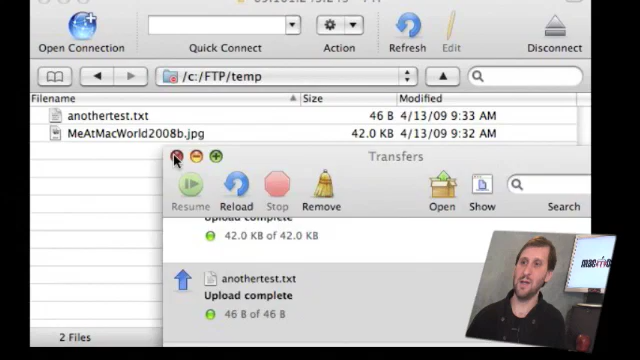 Open Connection Quick Connect Action Refresh Edit Disconnect
/c:/FTP/temp
Filename Size Modified
anothertest.txt 46 B 4/13/09 9:33 AM
MeAtMacWorld2008b.jpg 42.0 KB 4/13/09 9:32 AM
Transfers
Resume Reload Stop Remove Open Show Search
Upload complete
42.0 KB of 42.0 KB
anothertest.txt
Upload complete
46 B of 46 B
2 Files